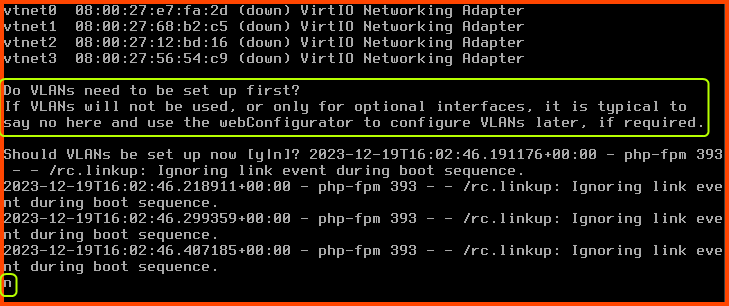 vtnet0  08:00:27:e7:fa:2d (down) VirtIO Networking Adapter
vtnet1  08:00:27:68:b2:c5 (down) VirtIO Networking Adapter
vtnet2  08:00:27:12:bd:16 (down) VirtIO Networking Adapter
vtnet3  08:00:27:56:54:c9 (down) VirtIO Networking Adapter
Do VLANs need to be set up first?
If VLANs will not be used, or only for optional interfaces, it is typical to
say no here and use the webConfigurator to configure VLANs later, if required.
Should VLANs be set up now [y|n]? 2023-12-19T16:02:46.191176+00:00 - php-fpm 393
- - /rc.linkup: Ignoring link event during boot sequence.
2023-12-19T16:02:46.218911+00:00 - php-fpm 393 - - /rc.linkup: Ignoring link eve
nt during boot sequence.
2023-12-19T16:02:46.299359+00:00 - php-fpm 393 - - /rc.linkup: Ignoring link eve
nt during boot sequence.
2023-12-19T16:02:46.407185+00:00 - php-fpm 393 - - /rc.linkup: Ignoring link eve
nt during boot sequence.
n